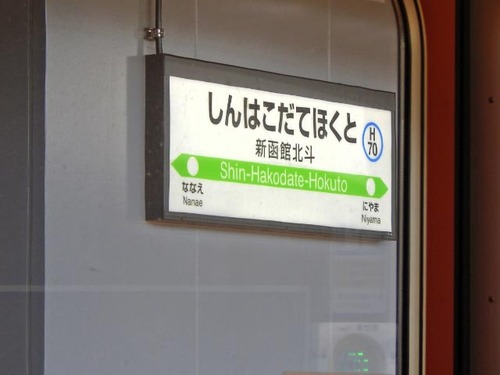 しんはこだてほくと
新函館北斗
H
70
Shin-Hakodate-Hokuto
ななえ
Nanae
にやま
Niyama